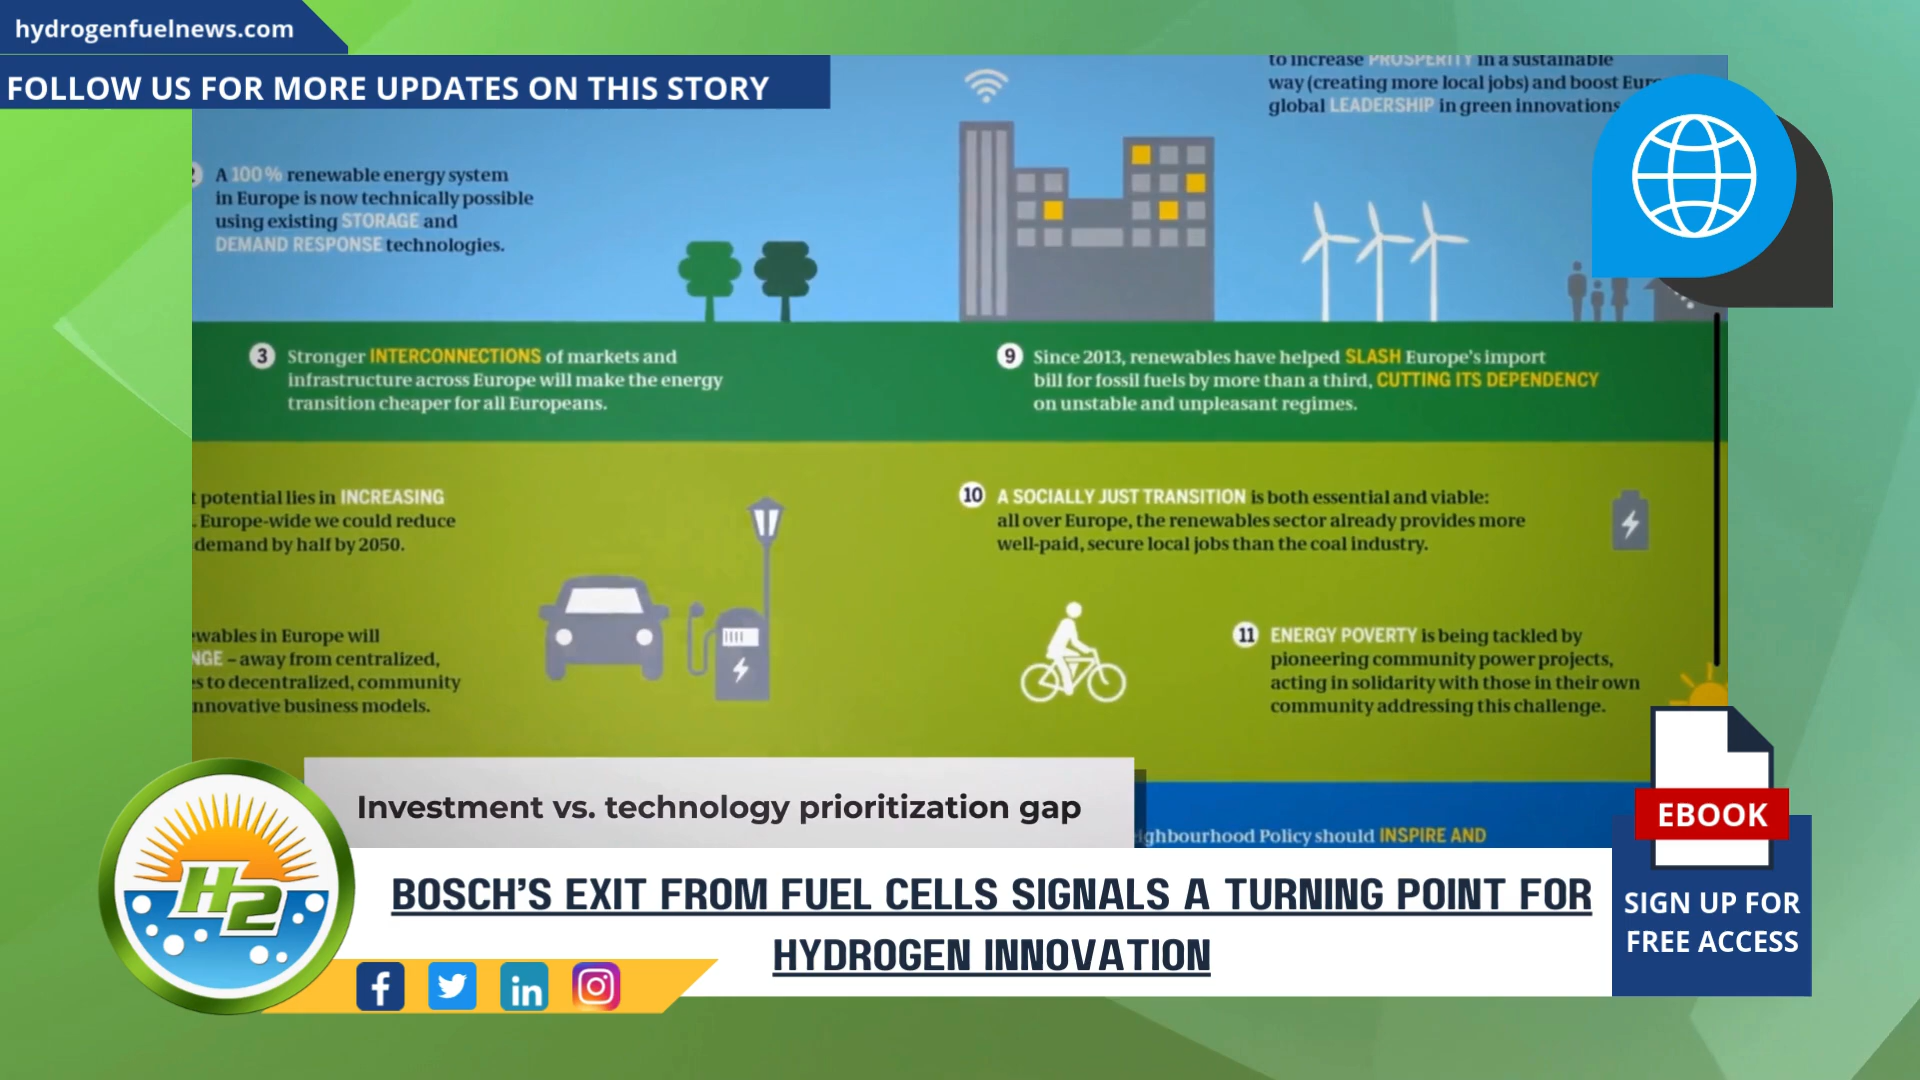 hydrogenfuelnews.com
FOLLOW US FOR MORE UPDATES ON THIS STORY
to increase PROSPERITY in a sustainable
way (creating more local jobs) and boost
global LEADERSHIP in green innovations
A 100% renewable energy system
in Europe is now technically possible
using existing STORAGE and
DEMAND RESPONSE technologies.
3 Stronger INTERCONNECTIONS of markets and
infrastructure across Europe will make the energy
transition cheaper for all Europeans.
9 Since 2013, renewables have helped SLASH Europe's import
bill for fossil fuels by more than a third, CUTTING ITS DEPENDENCY
on unstable and unpleasant regimes.
potential lies in INCREASING
Europe-wide we could reduce
demand by half by 2050.
10 A SOCIALLY JUST TRANSITION is both essential and viable:
all over Europe, the renewables sector already provides more
well-paid, secure local jobs than the coal industry.
in Europe will
– away from centralized,
to decentralized, community
business models.
11 ENERGY POVERTY is being tackled by
pioneering community power projects,
acting in solidarity with those in their own
community addressing this challenge.
Policy should INSPIRE AND
Investment vs. technology prioritization gap
BOSCH'S EXIT FROM FUEL CELLS SIGNALS A TURNING POINT FOR
HYDROGEN INNOVATION
H2
EBOOK
SIGN UP FOR
FREE ACCESS